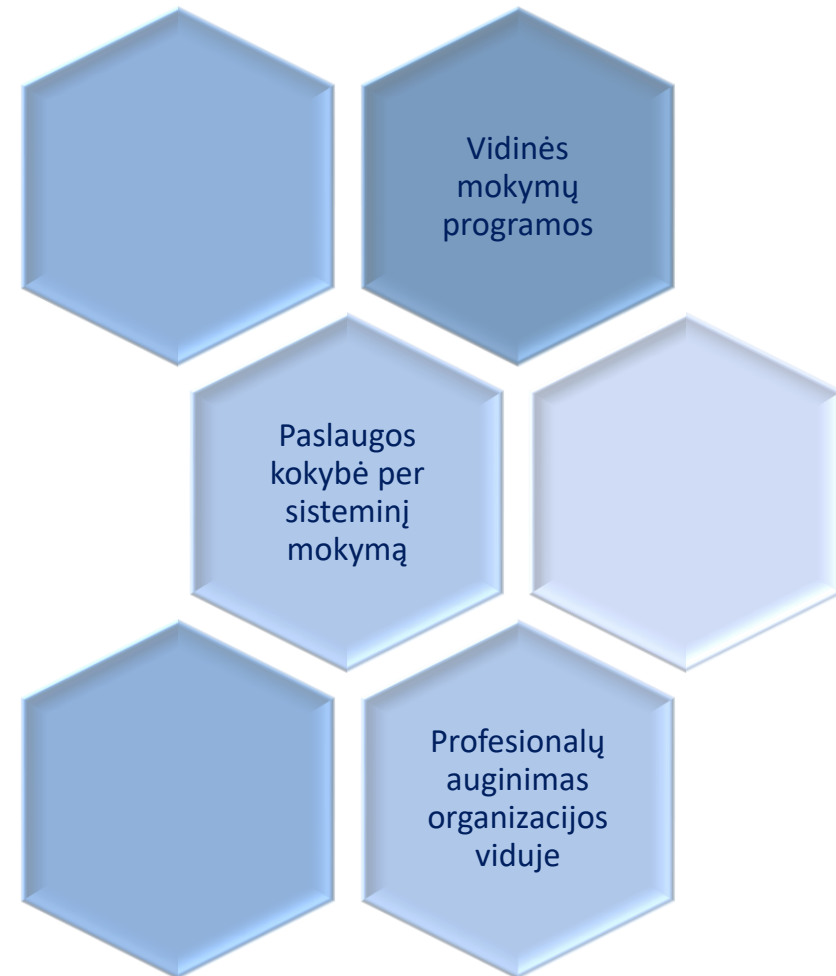 Vidinės
mokymų
programos
Paslaugos
kokybė per
sisteminį
mokymą
Profesionalų
auginimas
organizacijos
viduje